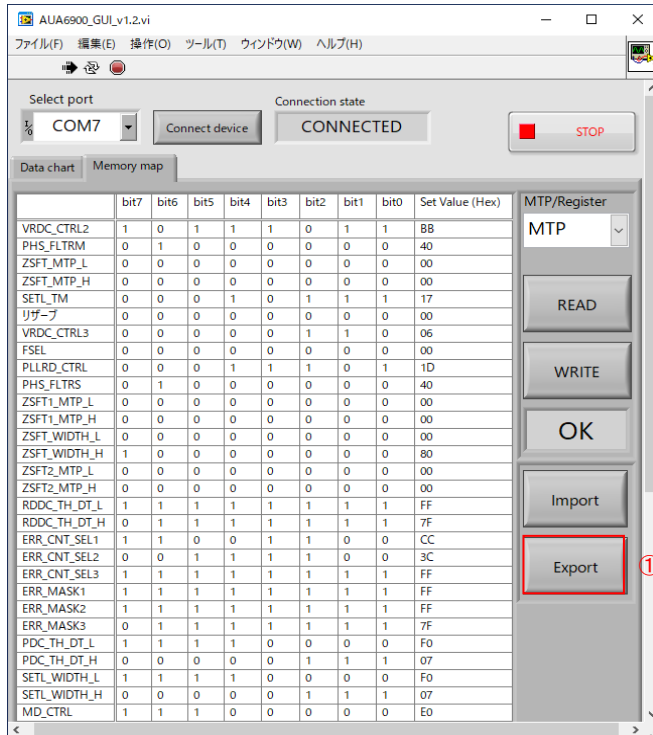 AUA6900_GUI_v1.2.vi
ファイル(F) 編集(E) 操作(O) ツール(T) ウィンドウ(W) ヘルプ(H)
Select port Connection state
COM7 Connect device CONNECTED STOP
Data chart Memory map
bit7 bit6 bit5 bit4 bit3 bit2 bit1 bit0 Set Value (Hex) MTP/Register
VRDC_CTRL2 1 0 1 1 1 0 1 1 BB MTP
PHS_FLTRM 0 1 0 0 0 0 0 0 40
ZSFT_MTP_L 0 0 0 0 0 0 0 0 00
ZSFT_MTP_H 0 0 0 0 0 0 0 0 00
SETL_TM 0 0 0 1 0 1 1 1 17
リザーブ 0 0 0 0 0 0 0 0 00 READ
VRDC_CTRL3 0 0 0 0 0 1 1 0 06
FSEL 0 0 0 0 0 0 0 0 00
PLLRD_CTRL 0 0 0 1 1 1 0 1 1D WRITE
PHS_FLTRS 0 1 0 0 0 0 0 0 40
ZSFT1_MTP_L 0 0 0 0 0 0 0 0 00
ZSFT1_MTP_H 0 0 0 0 0 0 0 0 00
ZSFT_WIDTH_L 0 0 0 0 0 0 0 0 00 OK
ZSFT_WIDTH_H 1 0 0 0 0 0 0 0 80
ZSFT2_MTP_L 0 0 0 0 0 0 0 0 00
ZSFT2_MTP_H 0 0 0 0 0 0 0 0 00
RDDC_TH_DT_L 1 1 1 1 1 1 1 1 FF Import
RDDC_TH_DT_H 0 1 1 1 1 1 1 1 7F
ERR_CNT_SEL1 1 1 0 0 1 1 0 0 CC
ERR_CNT_SEL2 0 0 1 1 1 1 0 0 3C
ERR_CNT_SEL3 1 1 1 1 1 1 1 1 FF Export ①
ERR_MASK1 1 1 1 1 1 1 1 1 FF
ERR_MASK2 1 1 1 1 1 1 1 1 FF
ERR_MASK3 0 1 1 1 1 1 1 1 7F
PDC_TH_DT_L 1 1 1 1 0 0 0 0 F0
PDC_TH_DT_H 0 0 0 0 0 1 1 1 07
SETL_WIDTH_L 1 1 1 1 0 0 0 0 F0
SETL_WIDTH_H 0 0 0 0 0 1 1 1 07
MD_CTRL 1 1 1 0 0 0 0 0 E0